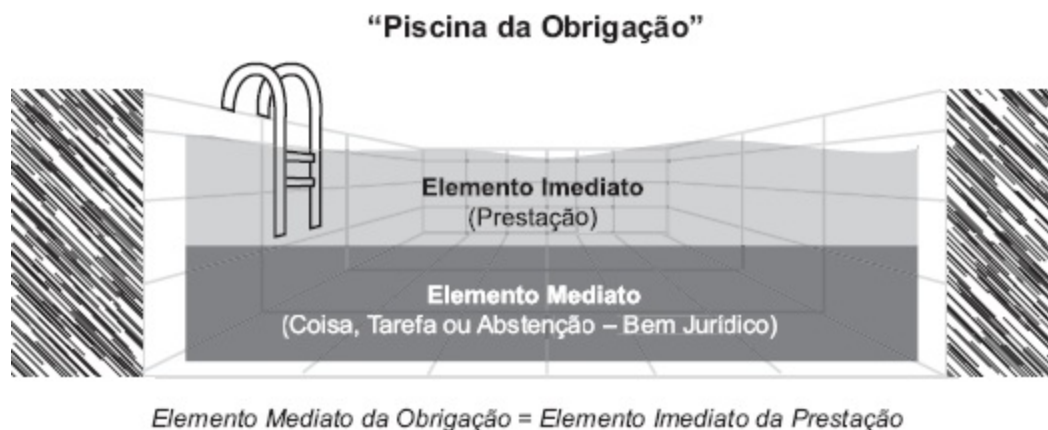 “Piscina da Obrigação”
Elemento Imediato
(Prestação)
Elemento Mediato
(Coisa, Tarefa ou Abstenção – Bem Jurídico)
Elemento Mediato da Obrigação = Elemento Imediato da Prestação